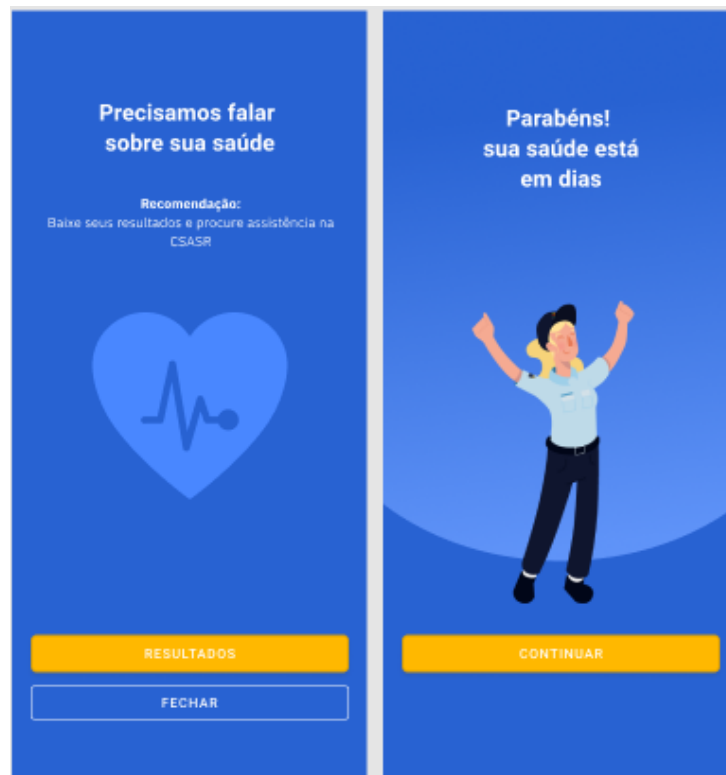 Precisamos falar
sobre sua saúde
Recomendação:
Baixe seus resultados e procure assistência na
CSASR
RESULTADOS
FECHAR
Parabéns!
sua saúde está
em dias
CONTINUAR